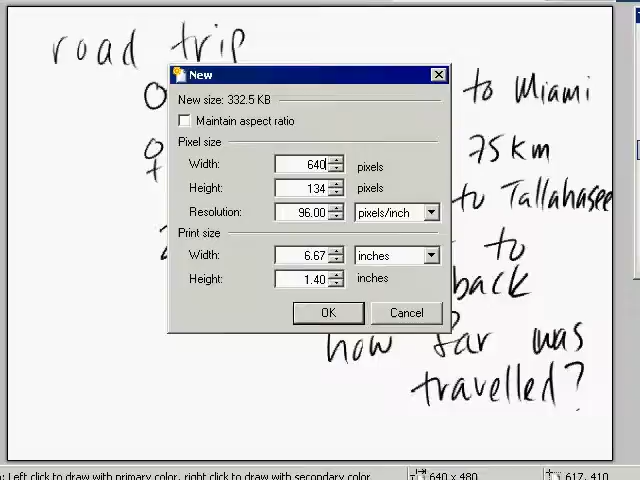 road trip
New
to Miami
New size: 332.5 KB
Maintain aspect ratio
Pixel size
75km
Width: 640 pixels
Height: 134 pixels
to Tallahasee
Resolution: 96.00 pixels/inch
Print size
to
Width: 6.67 inches
Height: 1.40 inches
back
OK Cancel
how far was
travelled?
Left click to draw with primary color, right click to draw with secondary color. 640 x 480 617, 410